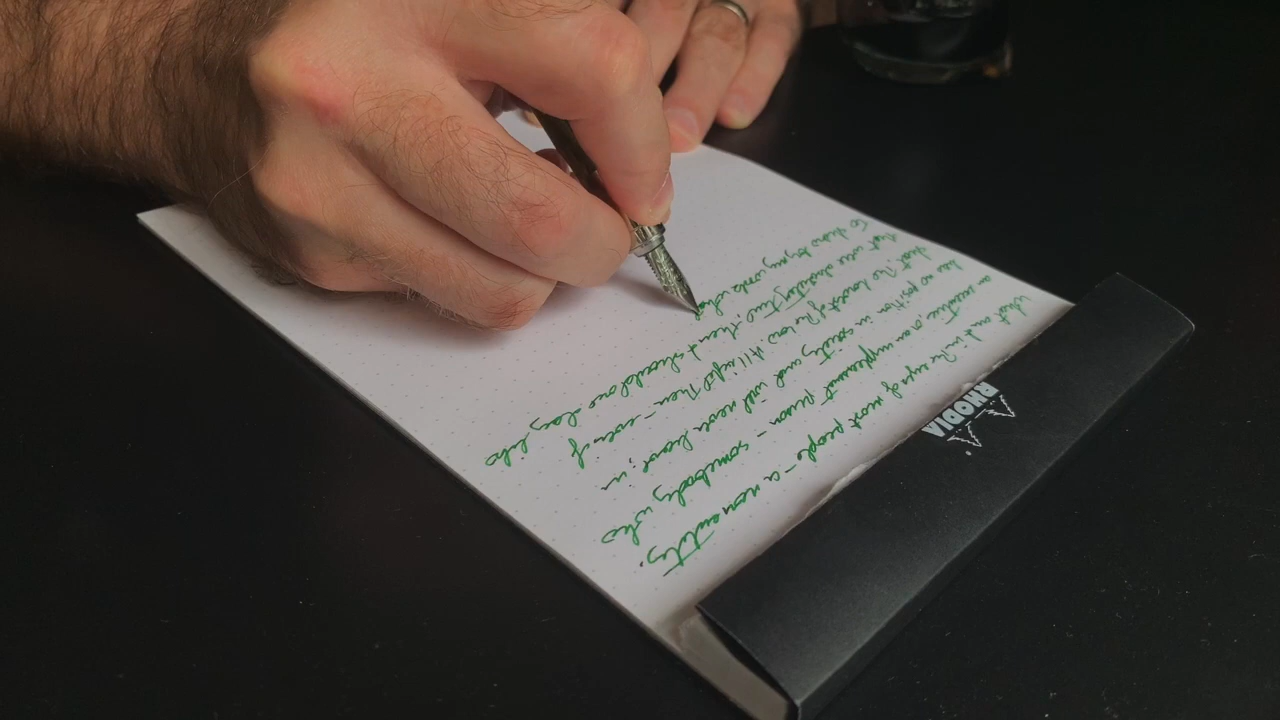 RHODIA
What am I in the eyes of most people - a nonentity,
an eccentric, or an unpleasant person - somebody who
has no position in society and will never have; in
short, the lowest of the low. All right then - even if
that were absolutely true, then I should one day like
to show by my work